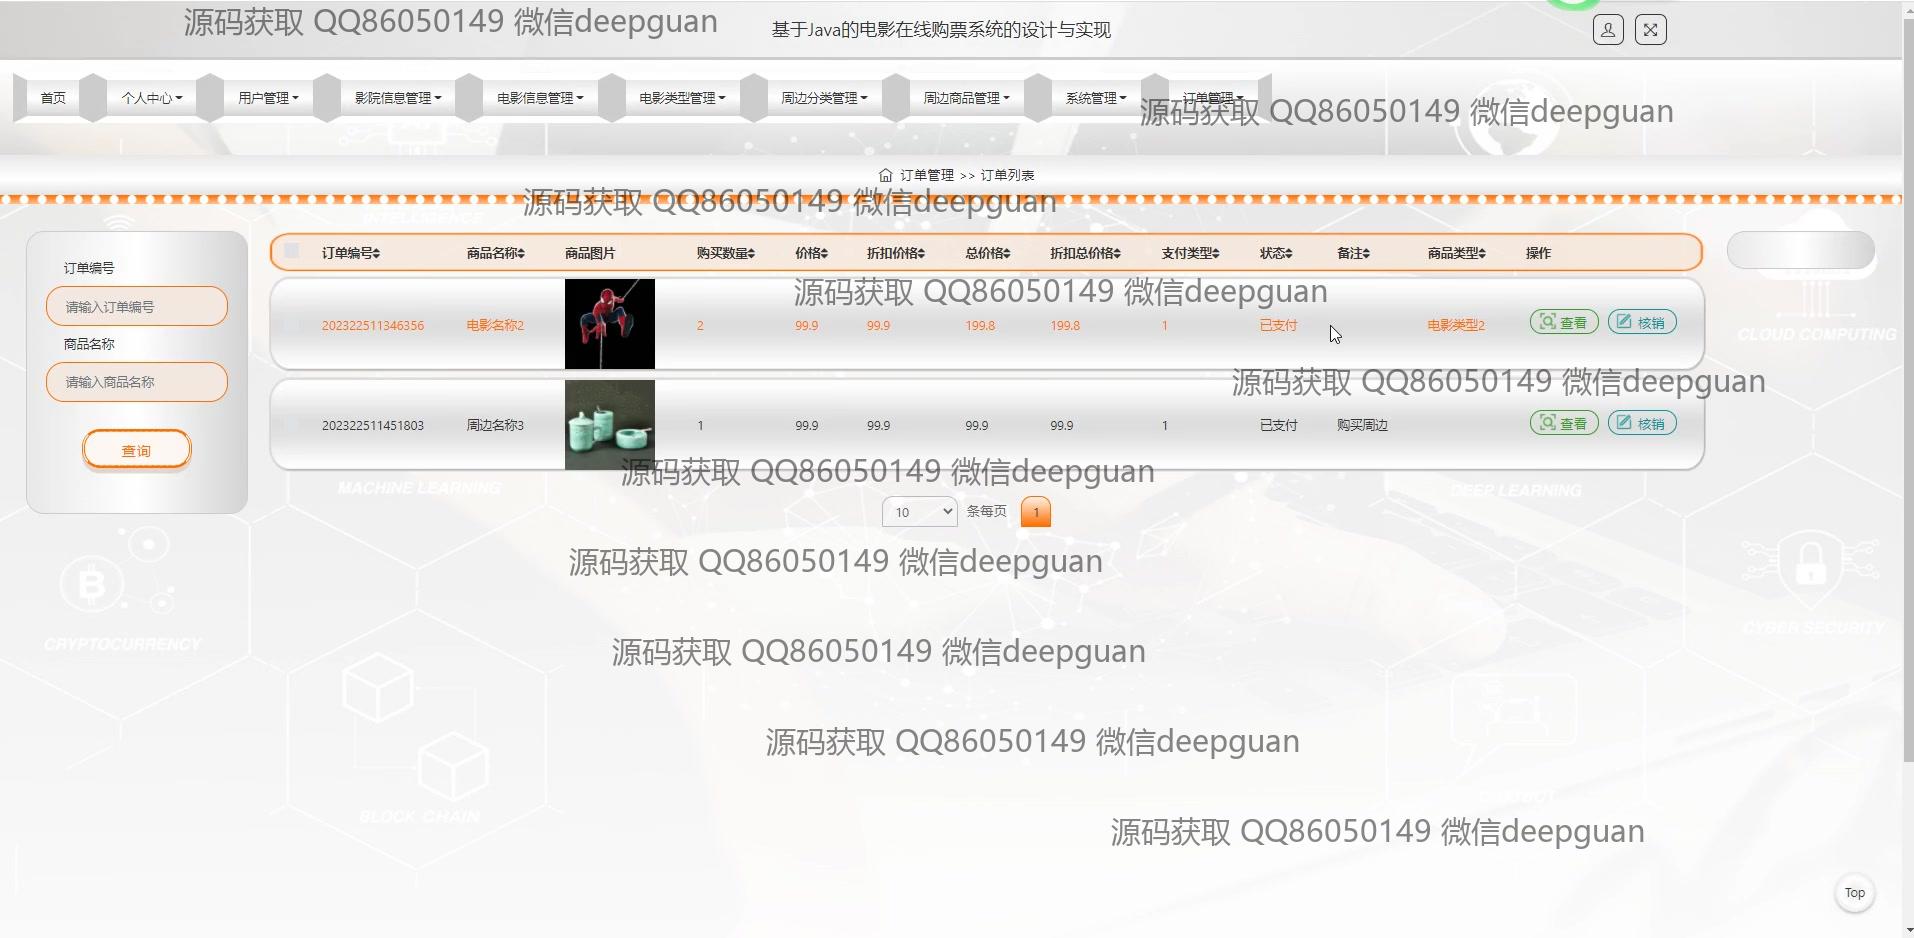 源码获取 QQ86050149 微信deepguan
基于Java的电影在线购票系统的设计与实现
首页 个人中心 用户管理 影院信息管理 电影信息管理 电影类型管理 周边分类管理 周边商品管理 系统管理 订单管理
源码获取 QQ86050149 微信deepguan
订单管理 >> 订单列表
源码获取 QQ86050149 微信deepguan
INTELLIGENCE
订单编号
请输入订单编号
商品名称
请输入商品名称
查询
订单编号 商品名称 商品图片 购买数量 价格 折扣价格 总价格 折扣总价格 支付类型 状态 备注 商品类型 操作
源码获取 QQ86050149 微信deepguan
202322511346356 电影名称2 2 99.9 99.9 199.8 199.8 1 已支付 电影类型2 查看 核销
CLOUD COMPUTING
源码获取 QQ86050149 微信deepguan
202322511451803 周边名称3 1 99.9 99.9 99.9 99.9 1 已支付 购买周边 查看 核销
源码获取 QQ86050149 微信deepguan
MACHINE LEARNING
DEEP LEARNING
10 条每页 1
源码获取 QQ86050149 微信deepguan
CRYPTOCURRENCY
CYBER SECURITY
源码获取 QQ86050149 微信deepguan
源码获取 QQ86050149 微信deepguan
BLOCK CHAIN
CHATBOT
源码获取 QQ86050149 微信deepguan
Top